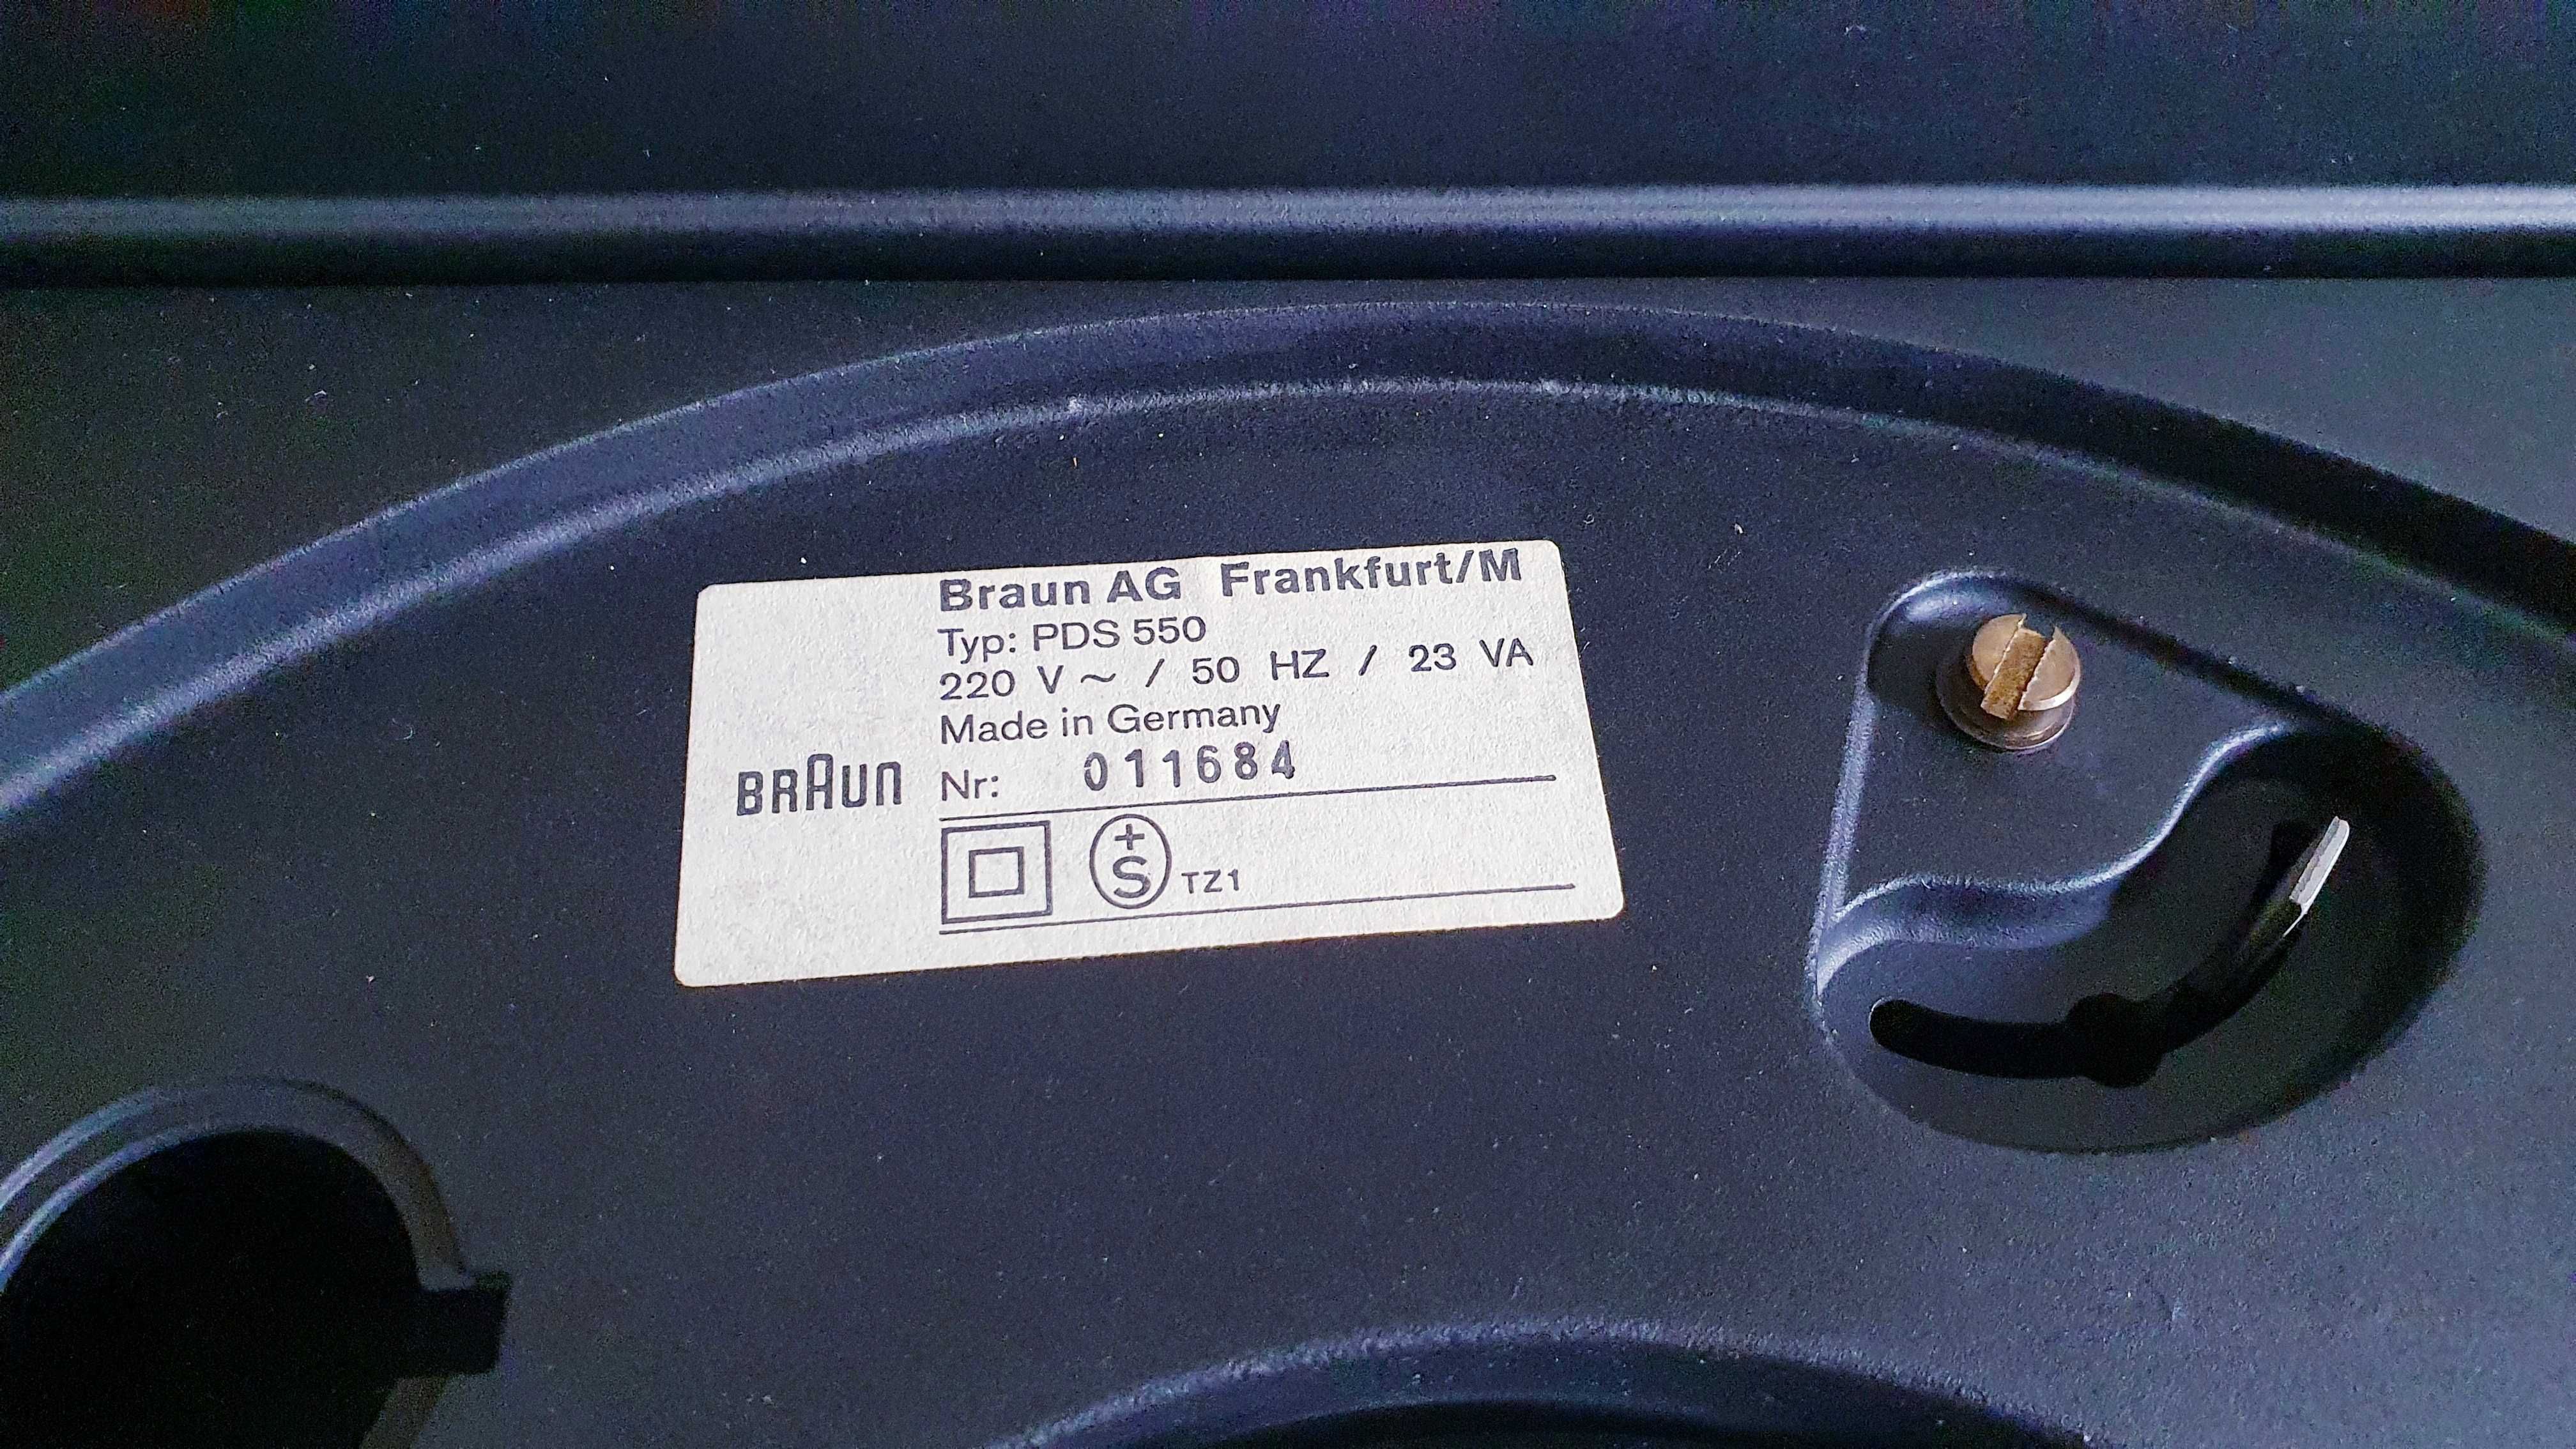 Braun AG Frankfurt/M
Typ: PDS 550
220 V ~ / 50 HZ / 23 VA
Made in Germany
BRAUN Nr: 011684
+
S TZ1